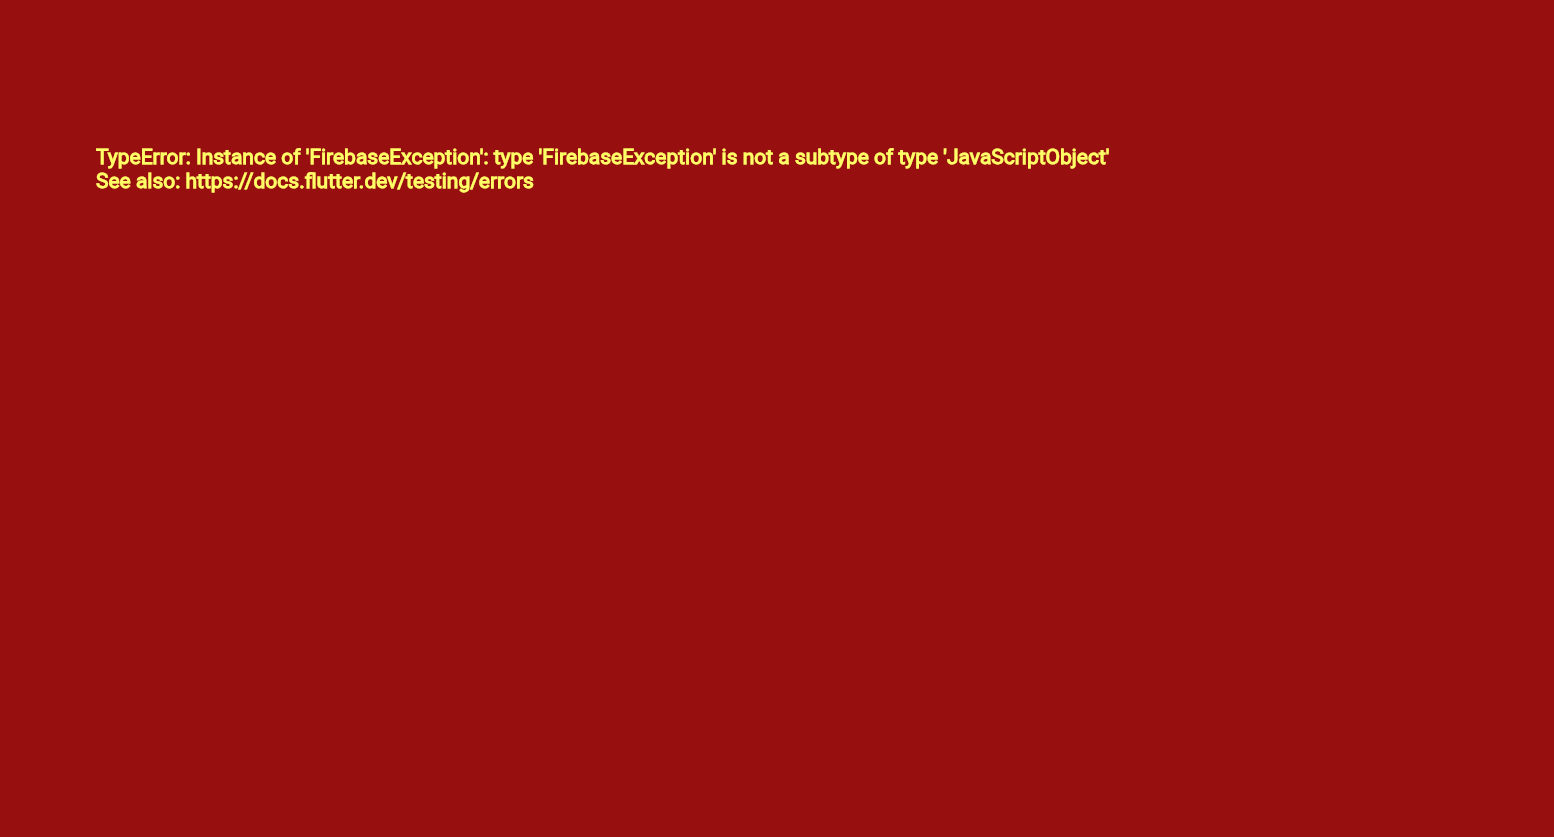 TypeError: Instance of 'FirebaseException': type 'FirebaseException' is not a subtype of type 'JavaScriptObject'
See also: https://docs.flutter.dev/testing/errors